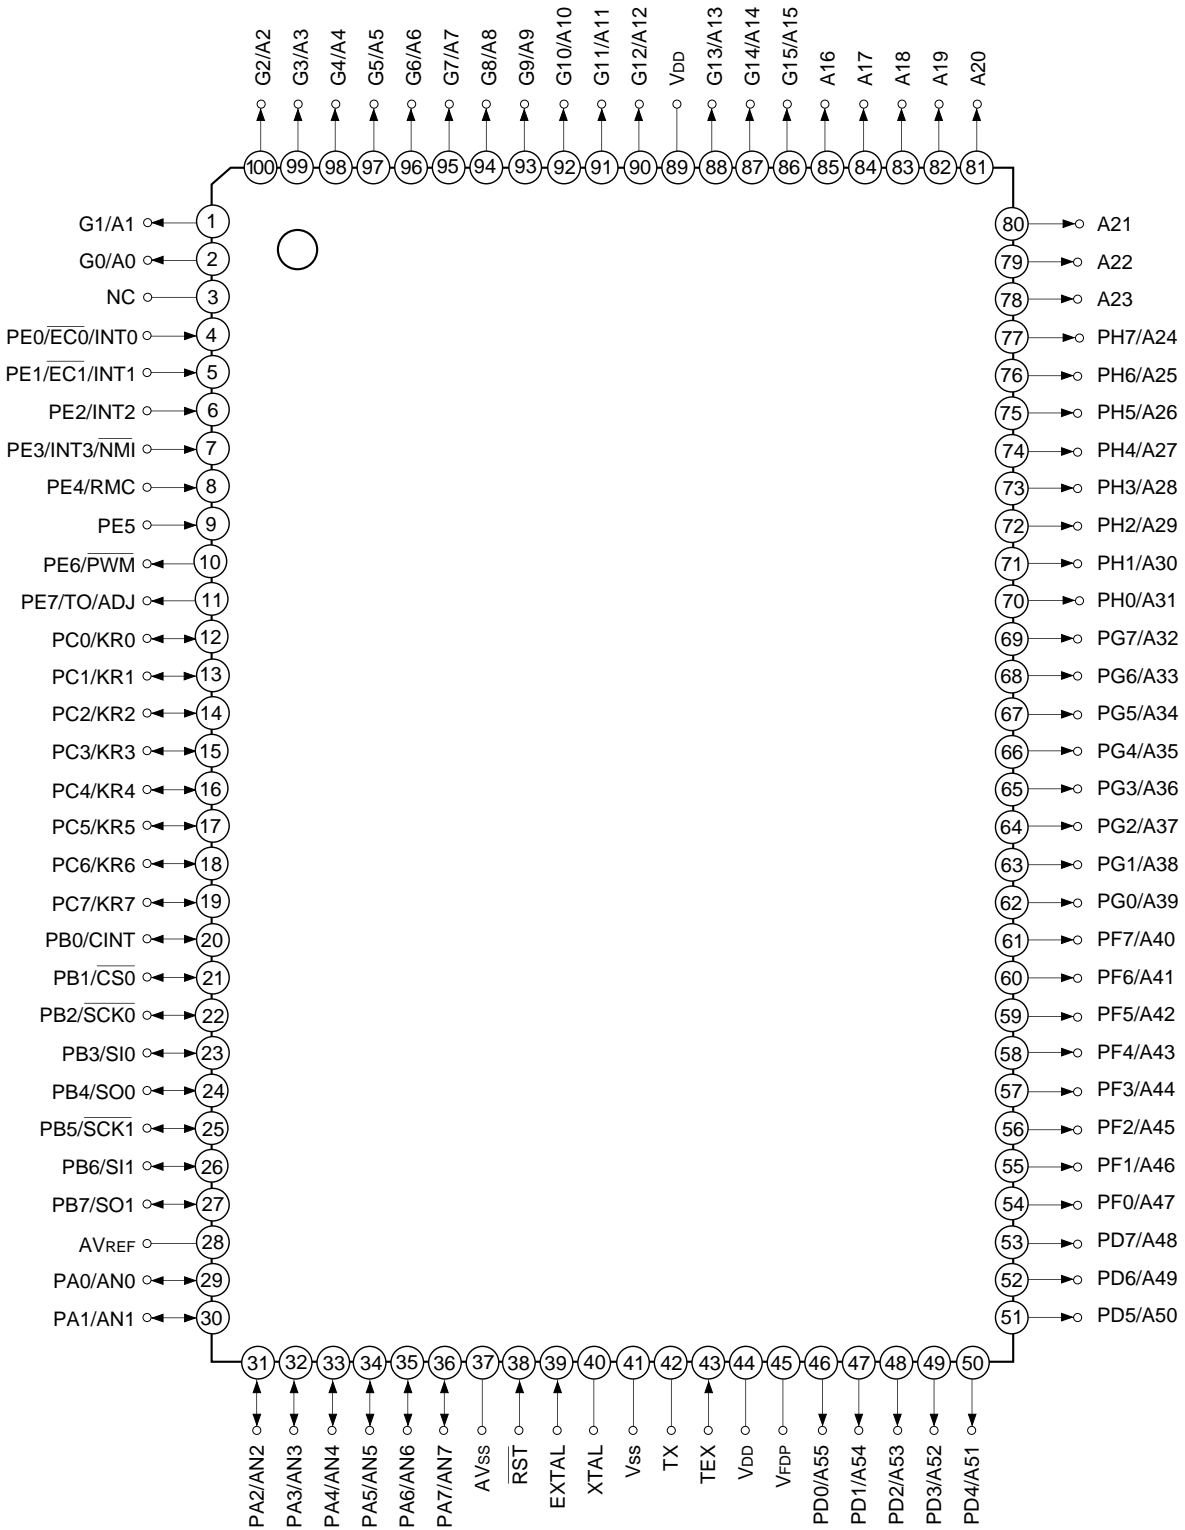 G2/A2
G3/A3
G4/A4
G5/A5
G6/A6
G7/A7
G8/A8
G9/A9
G10/A10
G11/A11
G12/A12
VDD
G13/A13
G14/A14
G15/A15
A16
A17
A18
A19
A20
100 99 98 97 96 95 94 93 92 91 90 89 88 87 86 85 84 83 82 81
G1/A1 1
G0/A0 2
NC 3
PE0/E̅C̅0̅/INT0 4
PE1/E̅C̅1̅/INT1 5
PE2/INT2 6
PE3/INT3/N̅M̅I̅ 7
PE4/RMC 8
PE5 9
PE6/P̅W̅M̅ 10
PE7/TO/ADJ 11
PC0/KR0 12
PC1/KR1 13
PC2/KR2 14
PC3/KR3 15
PC4/KR4 16
PC5/KR5 17
PC6/KR6 18
PC7/KR7 19
PB0/CINT 20
PB1/C̅S̅0̅ 21
PB2/S̅C̅K̅0̅ 22
PB3/SI0 23
PB4/SO0 24
PB5/S̅C̅K̅1̅ 25
PB6/SI1 26
PB7/SO1 27
AVREF 28
PA0/AN0 29
PA1/AN1 30
80 A21
79 A22
78 A23
77 PH7/A24
76 PH6/A25
75 PH5/A26
74 PH4/A27
73 PH3/A28
72 PH2/A29
71 PH1/A30
70 PH0/A31
69 PG7/A32
68 PG6/A33
67 PG5/A34
66 PG4/A35
65 PG3/A36
64 PG2/A37
63 PG1/A38
62 PG0/A39
61 PF7/A40
60 PF6/A41
59 PF5/A42
58 PF4/A43
57 PF3/A44
56 PF2/A45
55 PF1/A46
54 PF0/A47
53 PD7/A48
52 PD6/A49
51 PD5/A50
31 32 33 34 35 36 37 38 39 40 41 42 43 44 45 46 47 48 49 50
PA2/AN2
PA3/AN3
PA4/AN4
PA5/AN5
PA6/AN6
PA7/AN7
AVSS
R̅S̅T̅
EXTAL
XTAL
VSS
TX
TEX
VDD
VFDP
PD0/A55
PD1/A54
PD2/A53
PD3/A52
PD4/A51